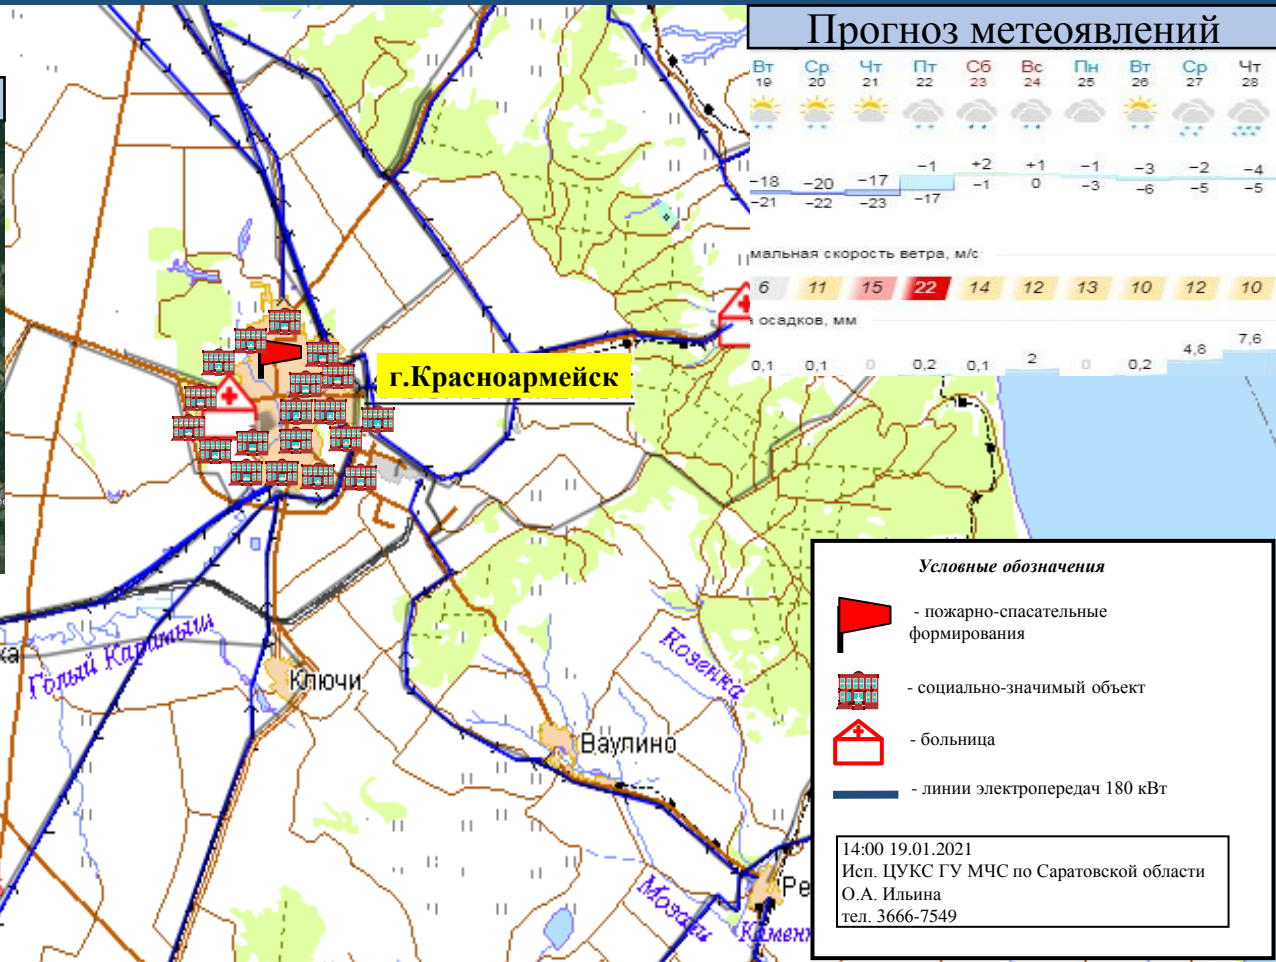 Прогноз метеоявлений
Вт Ср Чт Пт Сб Вс Пн Вт Ср Чт
19 20 21 22 23 24 25 26 27 28
−18 −20 −17 −1 +2 +1 −1 −3 −2 −4
−21 −22 −23 −17 −1 0 −3 −6 −5 −5
мальная скорость ветра, м/с
6 11 15 22 14 12 13 10 12 10
осадков, мм
0,1 0,1 0 0,2 0,1 2 0 0,2 4,8 7,6
г.Красноармейск
ка
Голый Карамыш
Ключи
Козенка
Ваулино
Ре
Камен
Условные обозначения
- пожарно-спасательные
формирования
- социально-значимый объект
- больница
- линии электропередач 180 кВт
14:00 19.01.2021
Исп. ЦУКС ГУ МЧС по Саратовской области
О.А. Ильина
тел. 3666-7549